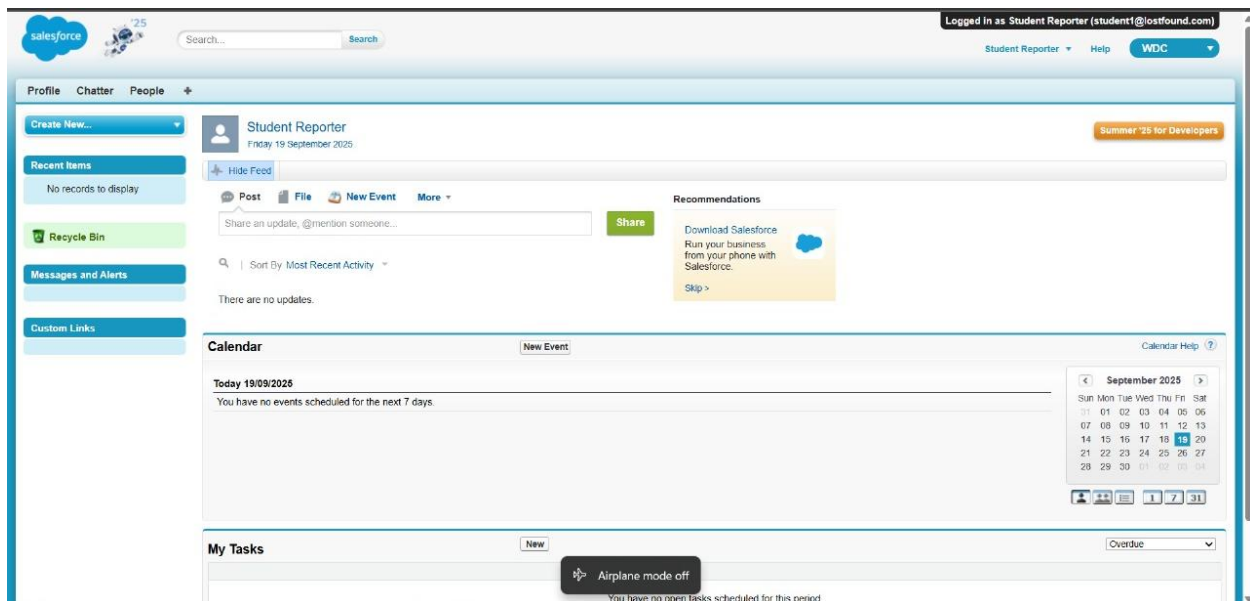 Logged in as Student Reporter (student1@lostfound.com)
salesforce
'25
Search...
Search
Student Reporter
Help
WDC
Profile Chatter People
Create New...
Student Reporter
Friday 19 September 2025
Summer '25 for Developers
Recent Items
No records to display
Hide Feed
Post File New Event More
Share an update, @mention someone...
Share
Recommendations
Download Salesforce
Run your business
from your phone with
Salesforce.
Skip >
Recycle Bin
Sort By Most Recent Activity
Messages and Alerts
There are no updates.
Custom Links
Calendar
New Event
Calendar Help ?
Today 19/09/2025
You have no events scheduled for the next 7 days.
< September 2025 >
Sun Mon Tue Wed Thu Fri Sat
31 01 02 03 04 05 06
07 08 09 10 11 12 13
14 15 16 17 18 19 20
21 22 23 24 25 26 27
28 29 30 01 02 03 04
1 7 31
My Tasks
New
Overdue
Airplane mode off
You have no open tasks scheduled for this period.